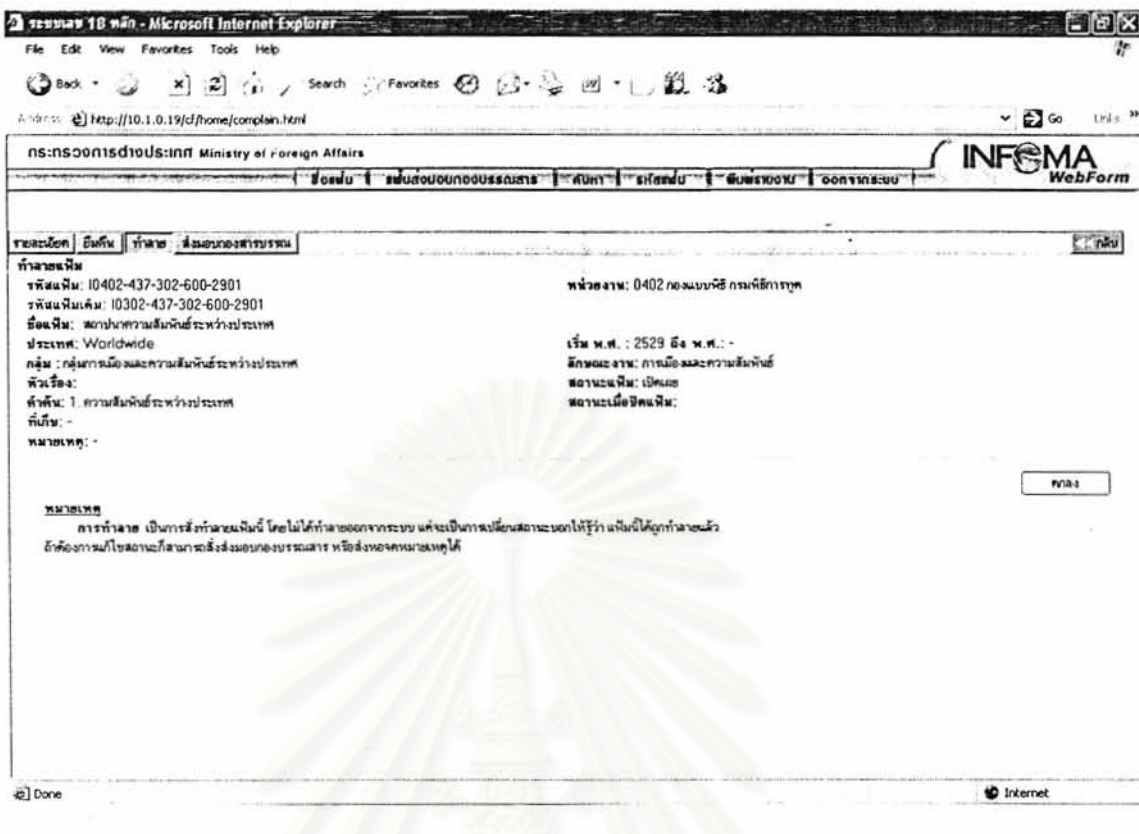 ระบบเลข 18 หลัก - Microsoft Internet Explorer
File Edit View Favorites Tools Help
Back Search Favorites
Address http://10.1.0.19/cf/home/complain.html Go Links »
กระทรวงการต่างประเทศ Ministry of Foreign Affairs
INFOMA
WebForm
ชื่อแฟ้ม แฟ้มส่งมอบกองบรรณสาร ค้นหา รหัสแฟ้ม พิมพ์รายงาน ออกจากระบบ
รายละเอียด ยืมคืน ทำลาย ส่งมอบกองสารบรรณ กลับ
ทำลายแฟ้ม
รหัสแฟ้ม: I0402-437-302-600-2901 หน่วยงาน: 0402 กองแบบพิธี กรมพิธีการทูต
รหัสแฟ้มเดิม: I0302-437-302-600-2901
ชื่อแฟ้ม: สถาปนาความสัมพันธ์ระหว่างประเทศ
ประเทศ: Worldwide เริ่ม พ.ศ. : 2529 ถึง พ.ศ.: -
กลุ่ม : กลุ่มการเมืองและความสัมพันธ์ระหว่างประเทศ ลักษณะงาน: การเมืองและความสัมพันธ์
หัวเรื่อง: สถานะแฟ้ม: เปิดเผย
คำค้น: 1. ความสัมพันธ์ระหว่างประเทศ สถานะเมื่อปิดแฟ้ม:
ที่เก็บ: -
หมายเหตุ: -
ตกลง
หมายเหตุ
การทำลาย เป็นการสั่งทำลายแฟ้มนี้ โดยไม่ได้ทำลายออกจากระบบ แต่จะเป็นการเปลี่ยนสถานะบอกให้รู้ว่า แฟ้มนี้ได้ถูกทำลายแล้ว
ถ้าต้องการแก้ไขสถานะก็สามารถสั่งส่งมอบกองบรรณสาร หรือส่งหอจดหมายเหตุได้
Done Internet